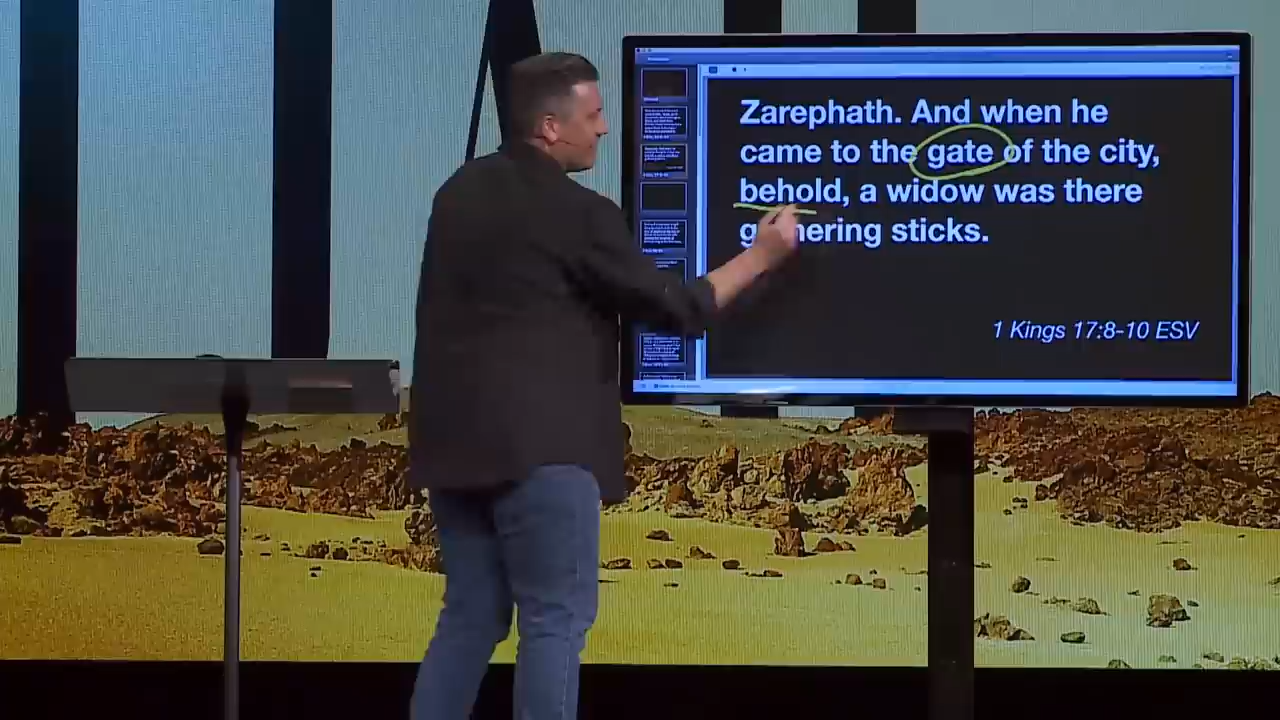 Zarephath. And when he
came to the gate of the city,
behold, a widow was there
gathering sticks.
1 Kings 17:8-10 ESV